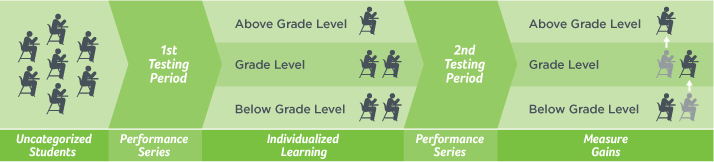 1st
Testing
Period
Above Grade Level
Grade Level
Below Grade Level
2nd
Testing
Period
Above Grade Level
Grade Level
Below Grade Level
Uncategorized
Students
Performance
Series
Individualized
Learning
Performance
Series
Measure
Gains